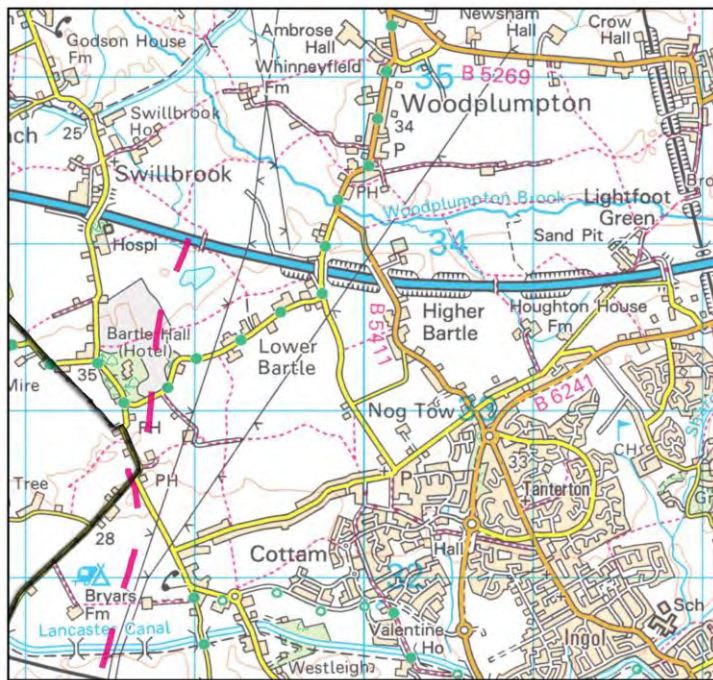 Godson House
Fm
Ambrose
Hall
Whinneyfield
Fm
Newsham
Hall
Crow
Hall
35
B 5269
Woodplumpton
25
Swillbrook
Ho
34
P
ch
Swillbrook
PH
Woodplumpton Brook
Lightfoot
Green
Bro
Hospl
34
Sand Pit
Bartle Hall
(Hotel)
Lower
Bartle
B 5411
Higher
Bartle
Houghton House
Fm
Mire
35
Nog Tow
33
B 6241
PH
CH
Tree
PH
P
33
Tanterton
G
28
Cottam
Hall
32
Bryars
Fm
Sch
Lancaster Canal
Valentine
Ho
Ingol
Westleigh